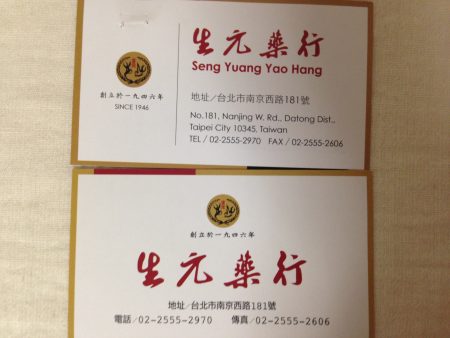 生元藥行
Seng Yuang Yao Hang
創立於一九四六年
SINCE 1946
地址／台北市南京西路181號
No.181, Nanjing W. Rd., Datong Dist.,
Taipei City 10345, Taiwan
TEL / 02-2555-2970 FAX / 02-2555-2606
創立於一九四六年
生元藥行
地址／台北市南京西路181號
電話／02-2555-2970 傳真／02-2555-2606